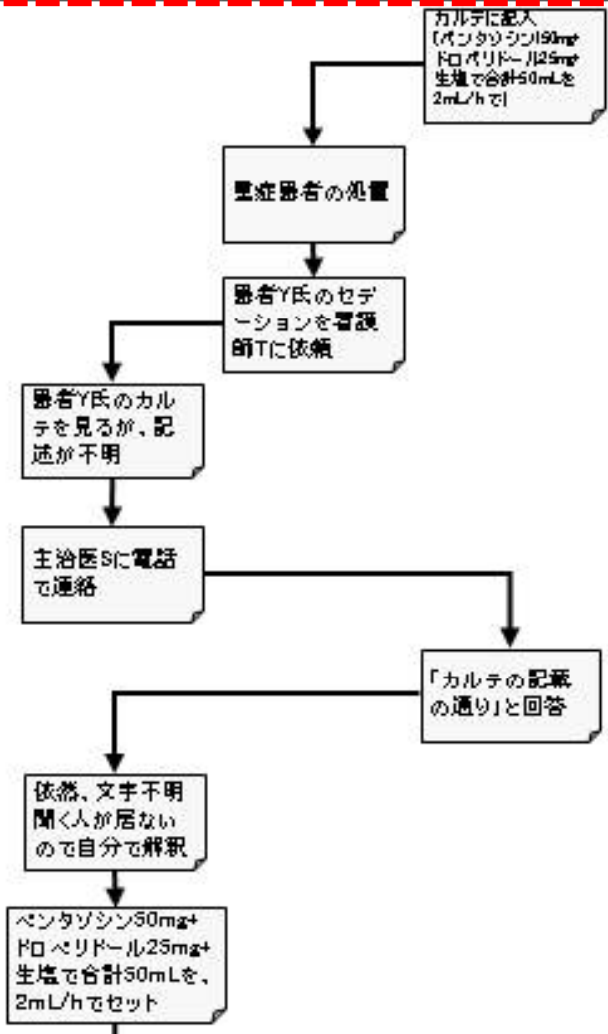 カルテに記入
(ペンタゾシン150mg+
ドロペリドール25mg+
生塩で合計50mLを
2mL/hで)
重症患者の処置
患者Y氏のセデ
ーションを看護
師Tに依頼
患者Y氏のカル
テを見るが、記
述が不明
主治医Sに電話
で連絡
「カルテの記載
の通り」と回答
依然、文字不明
聞く人が居ない
ので自分で解釈
ペンタゾシン50mg+
ドロペリドール25mg+
生塩で合計50mLを、
2mL/hでセット